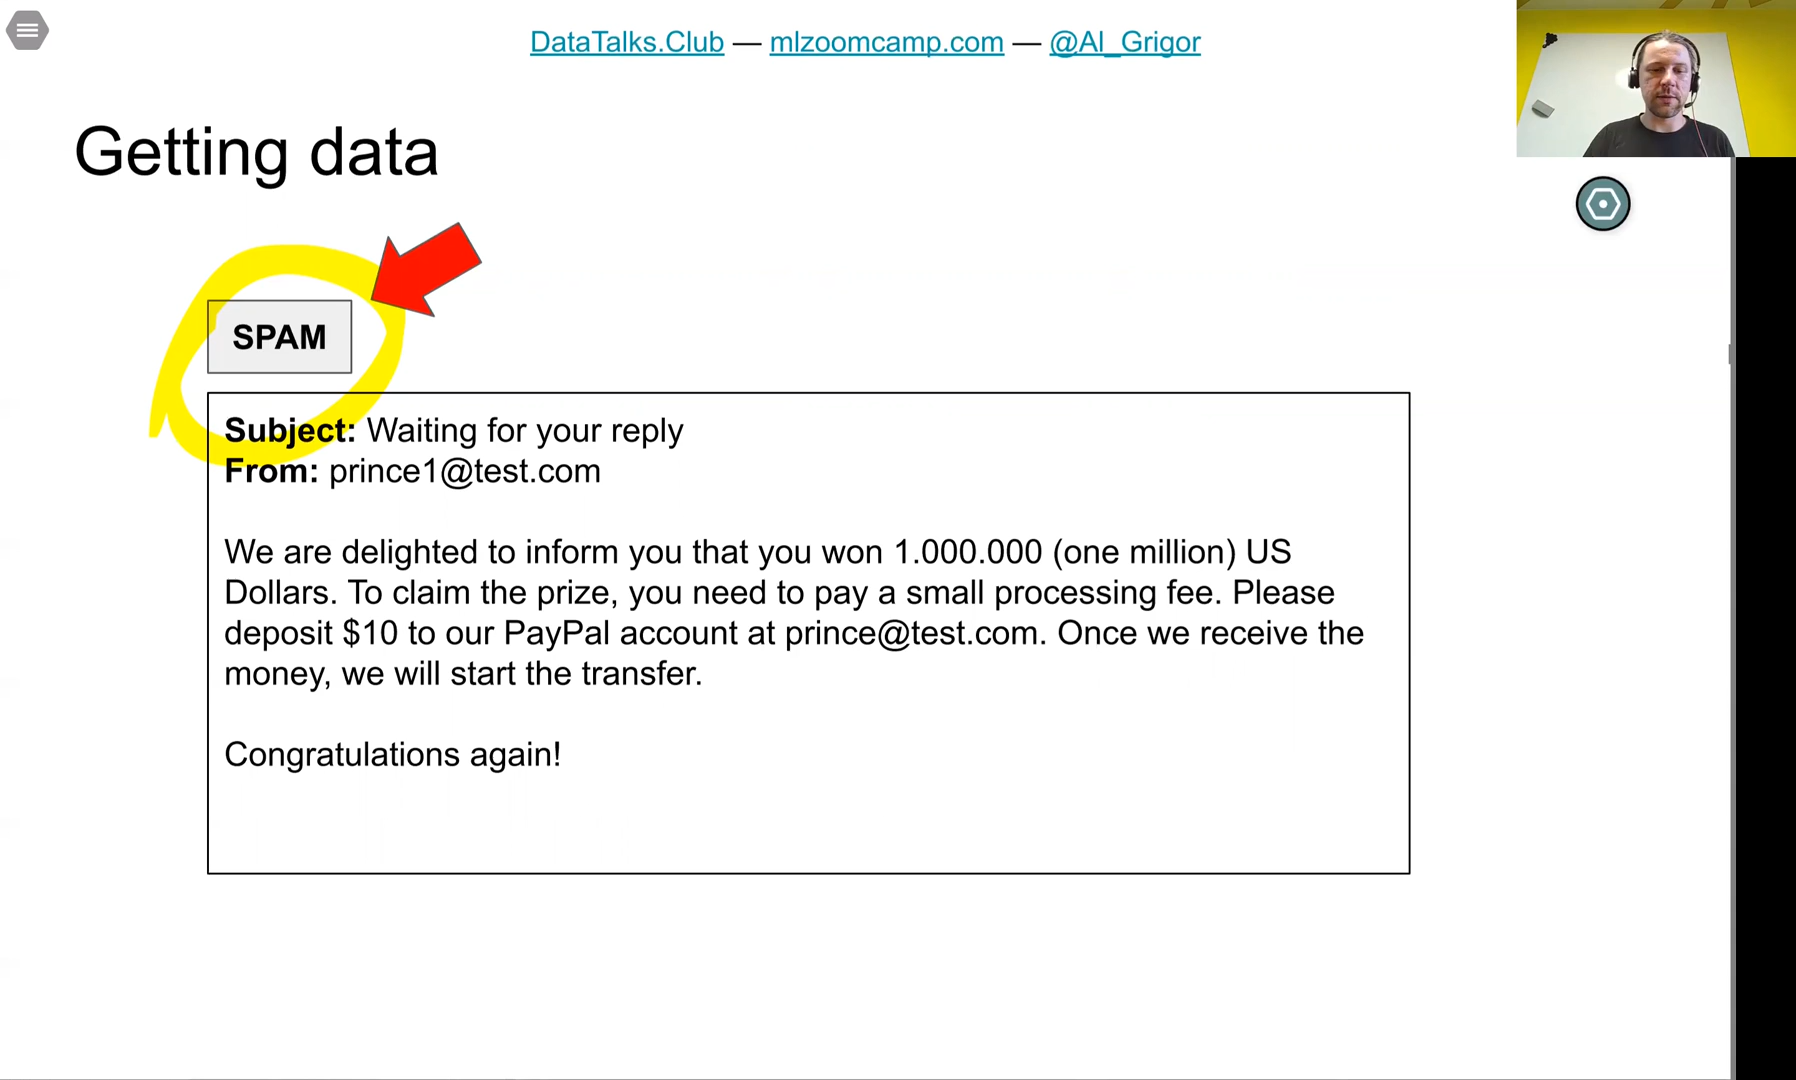 DataTalks.Club — mlzoomcamp.com — @Al_Grigor
Getting data
SPAM
Subject: Waiting for your reply
From: prince1@test.com
We are delighted to inform you that you won 1.000.000 (one million) US
Dollars. To claim the prize, you need to pay a small processing fee. Please
deposit $10 to our PayPal account at prince@test.com. Once we receive the
money, we will start the transfer.
Congratulations again!